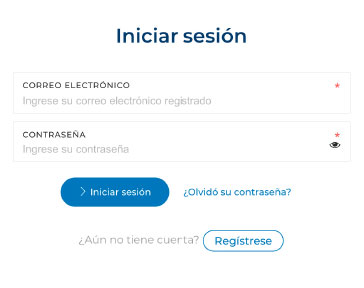 Iniciar sesión
CORREO ELECTRÓNICO *
Ingrese su correo electrónico registrado
CONTRASEÑA *
Ingrese su contraseña
Iniciar sesión ¿Olvidó su contraseña?
¿Aún no tiene cuerta? Regístrese